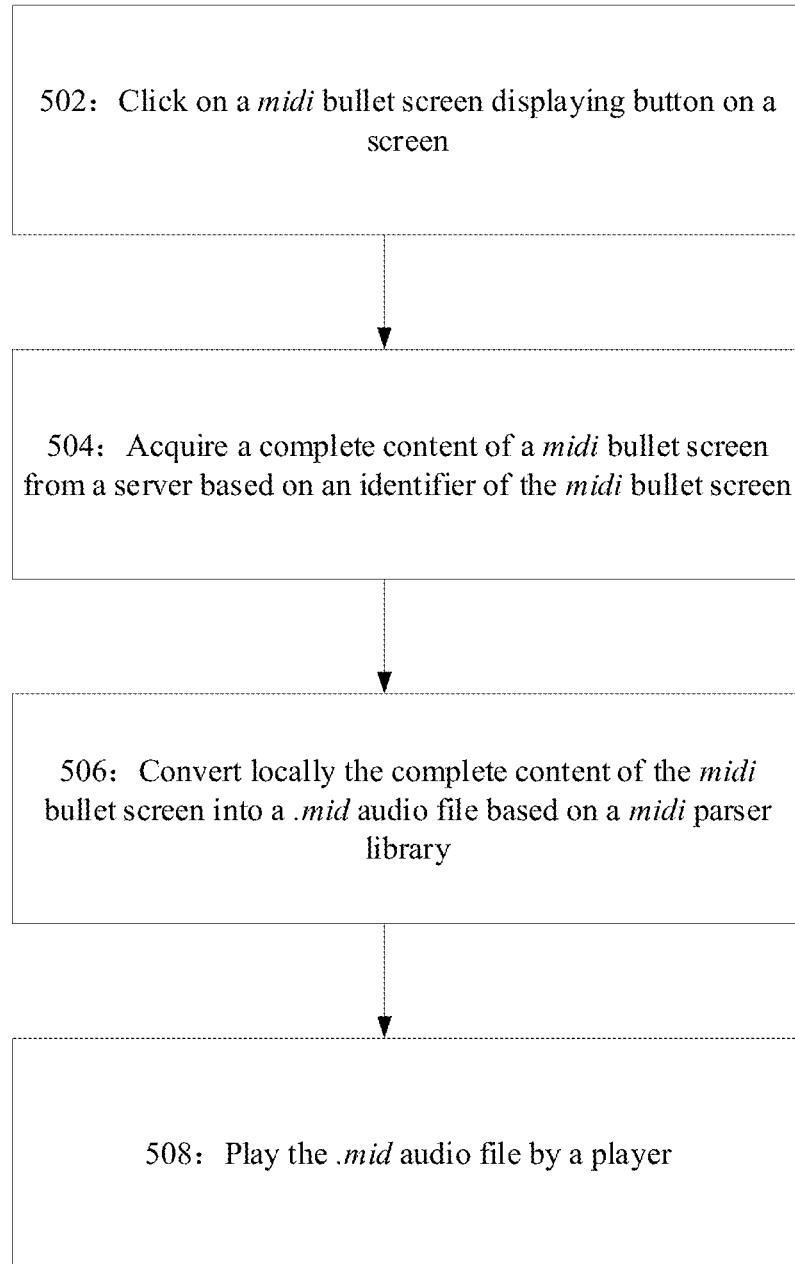 502：Click on a midi bullet screen displaying button on a
screen
504：Acquire a complete content of a midi bullet screen
from a server based on an identifier of the midi bullet screen
506：Convert locally the complete content of the midi
bullet screen into a .mid audio file based on a midi parser
library
508：Play the .mid audio file by a player